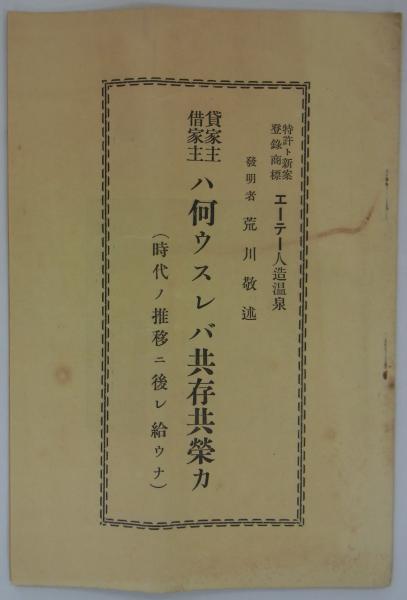 特許ト新案
登錄商標
エーテー人造溫泉
發明者 荒川敬述
貸家主
借家主
ハ何ウスレバ共存共榮カ
(時代ノ推移ニ後レ給ウナ)